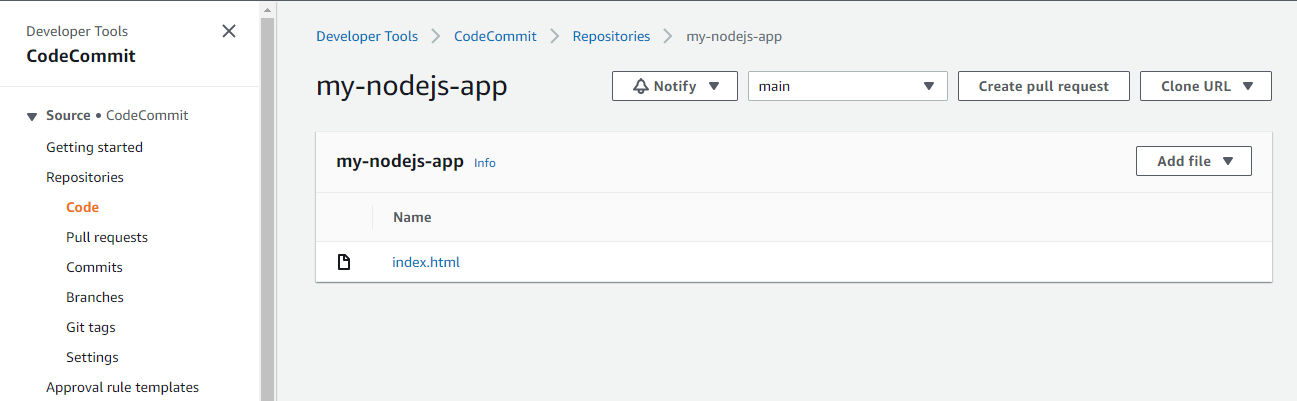 Developer Tools
CodeCommit
Source • CodeCommit
Getting started
Repositories
Code
Pull requests
Commits
Branches
Git tags
Settings
Approval rule templates
Developer Tools > CodeCommit > Repositories > my-nodejs-app
my-nodejs-app Notify main Create pull request Clone URL
my-nodejs-app Info Add file
Name
index.html